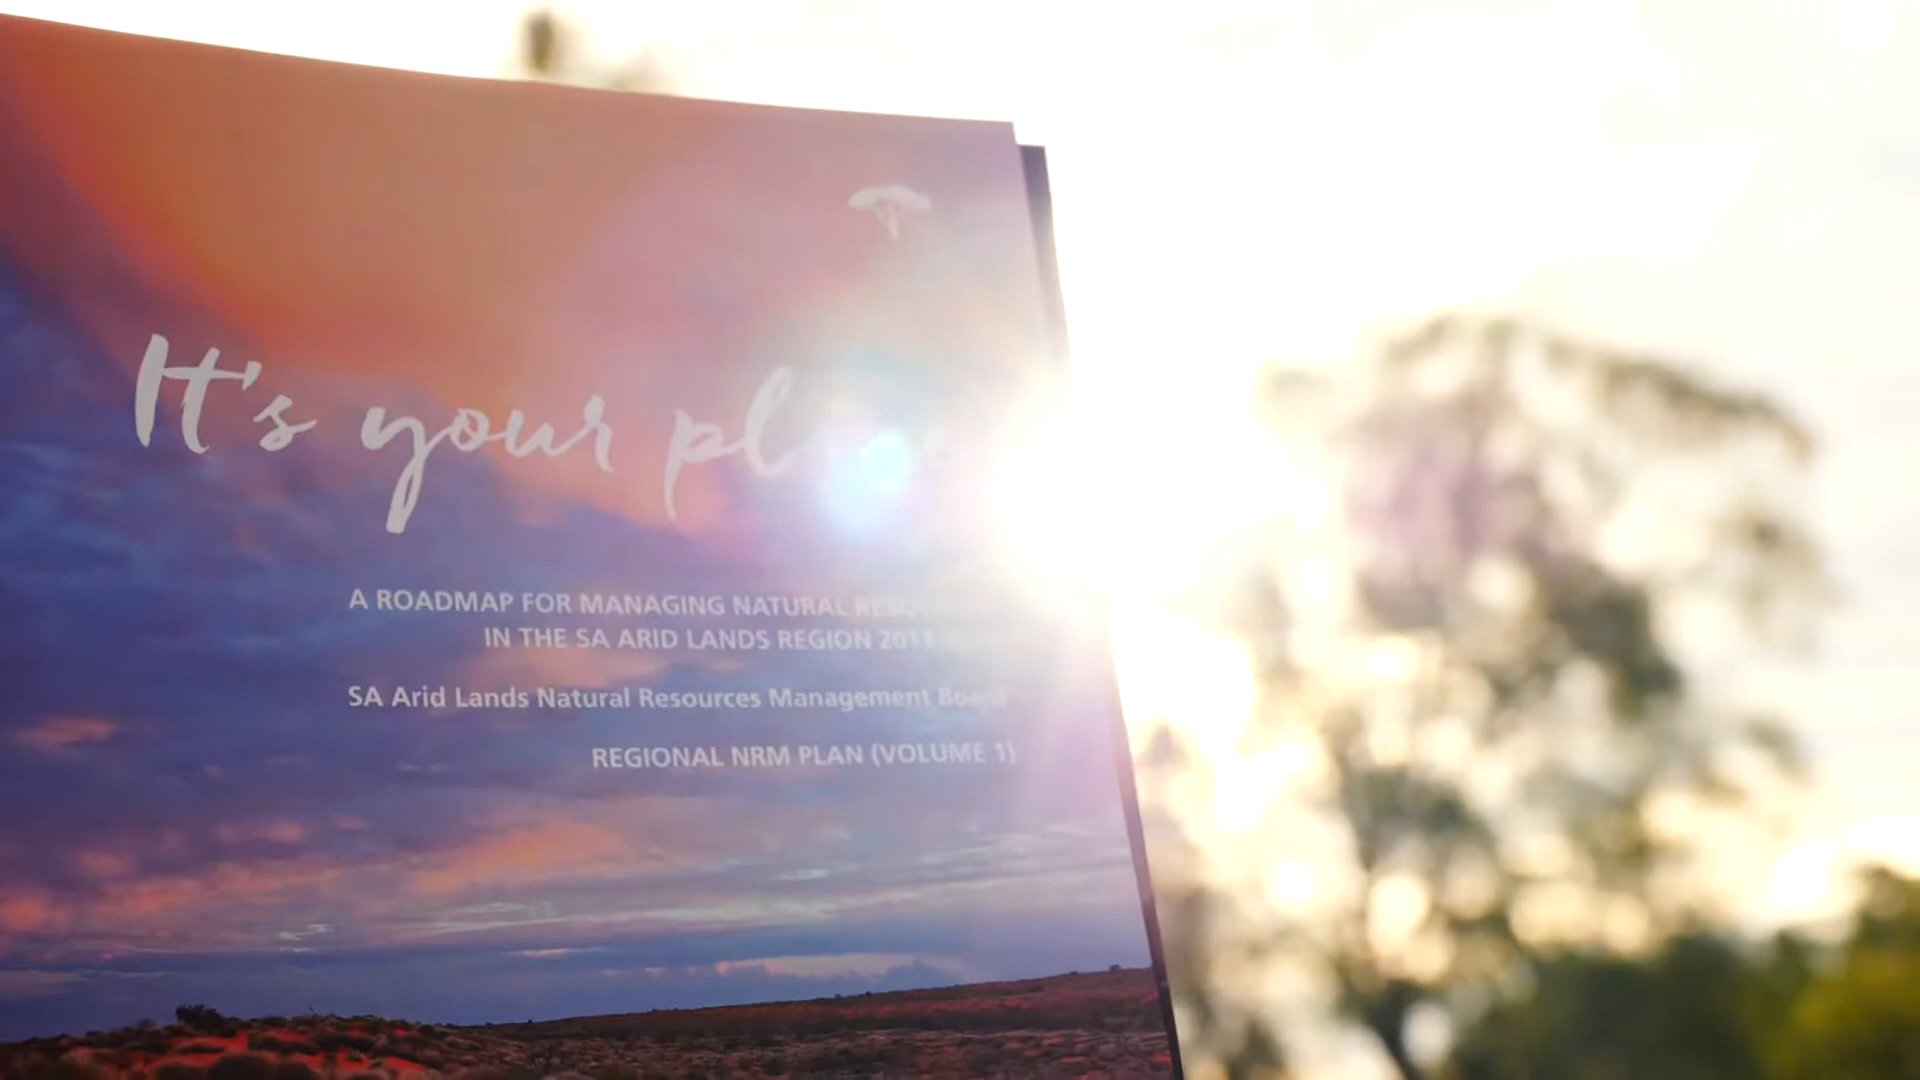 It's your
A ROADMAP FOR MANAGING NATURAL
IN THE SA ARID LANDS REGION
SA Arid Lands Natural Resources Management Board
REGIONAL NRM PLAN (VOLUME 1)